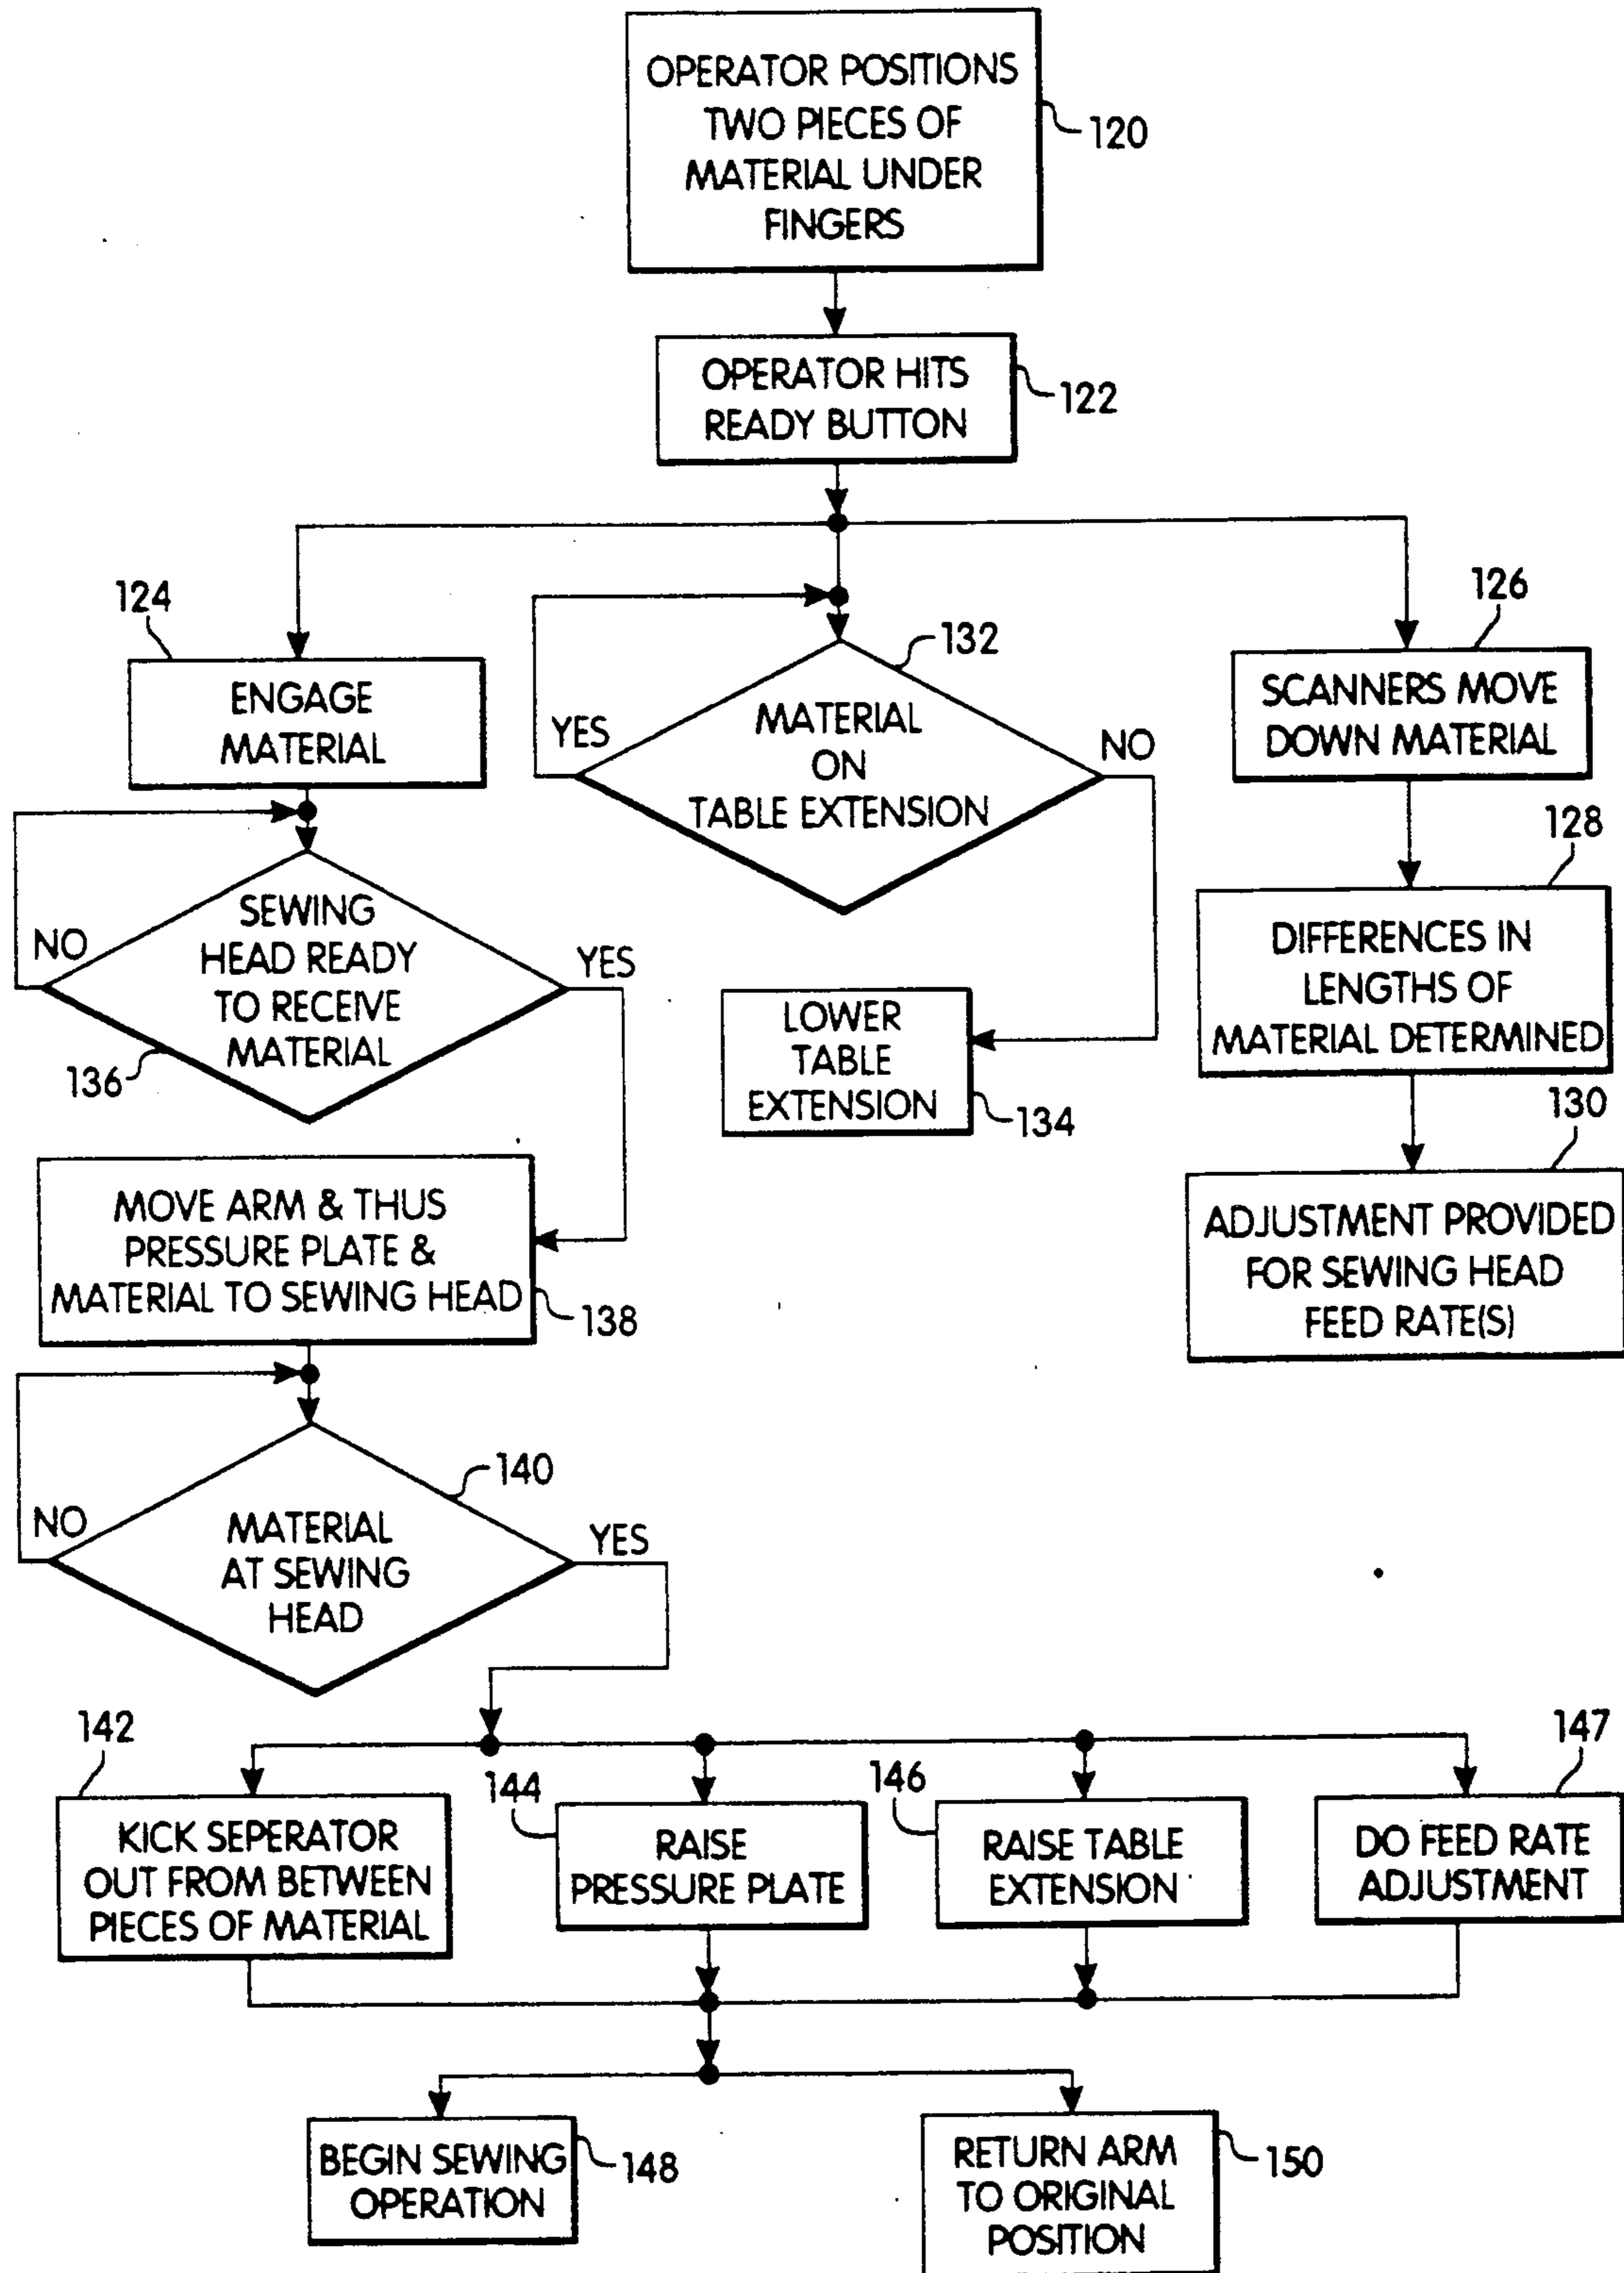 OPERATOR POSITIONS
TWO PIECES OF
MATERIAL UNDER
FINGERS
120
OPERATOR HITS
READY BUTTON
122
124
ENGAGE
MATERIAL
132
MATERIAL
ON
TABLE EXTENSION
YES
NO
126
SCANNERS MOVE
DOWN MATERIAL
128
DIFFERENCES IN
LENGTHS OF
MATERIAL DETERMINED
SEWING
HEAD READY
TO RECEIVE
MATERIAL
NO
YES
136
LOWER
TABLE
EXTENSION
134
130
ADJUSTMENT PROVIDED
FOR SEWING HEAD
FEED RATE(S)
MOVE ARM & THUS
PRESSURE PLATE &
MATERIAL TO SEWING HEAD
138
140
NO
MATERIAL
AT SEWING
HEAD
YES
142
KICK SEPERATOR
OUT FROM BETWEEN
PIECES OF MATERIAL
144
RAISE
PRESSURE PLATE
146
RAISE TABLE
EXTENSION
147
DO FEED RATE
ADJUSTMENT
BEGIN SEWING
OPERATION
148
RETURN ARM
TO ORIGINAL
POSITION
150